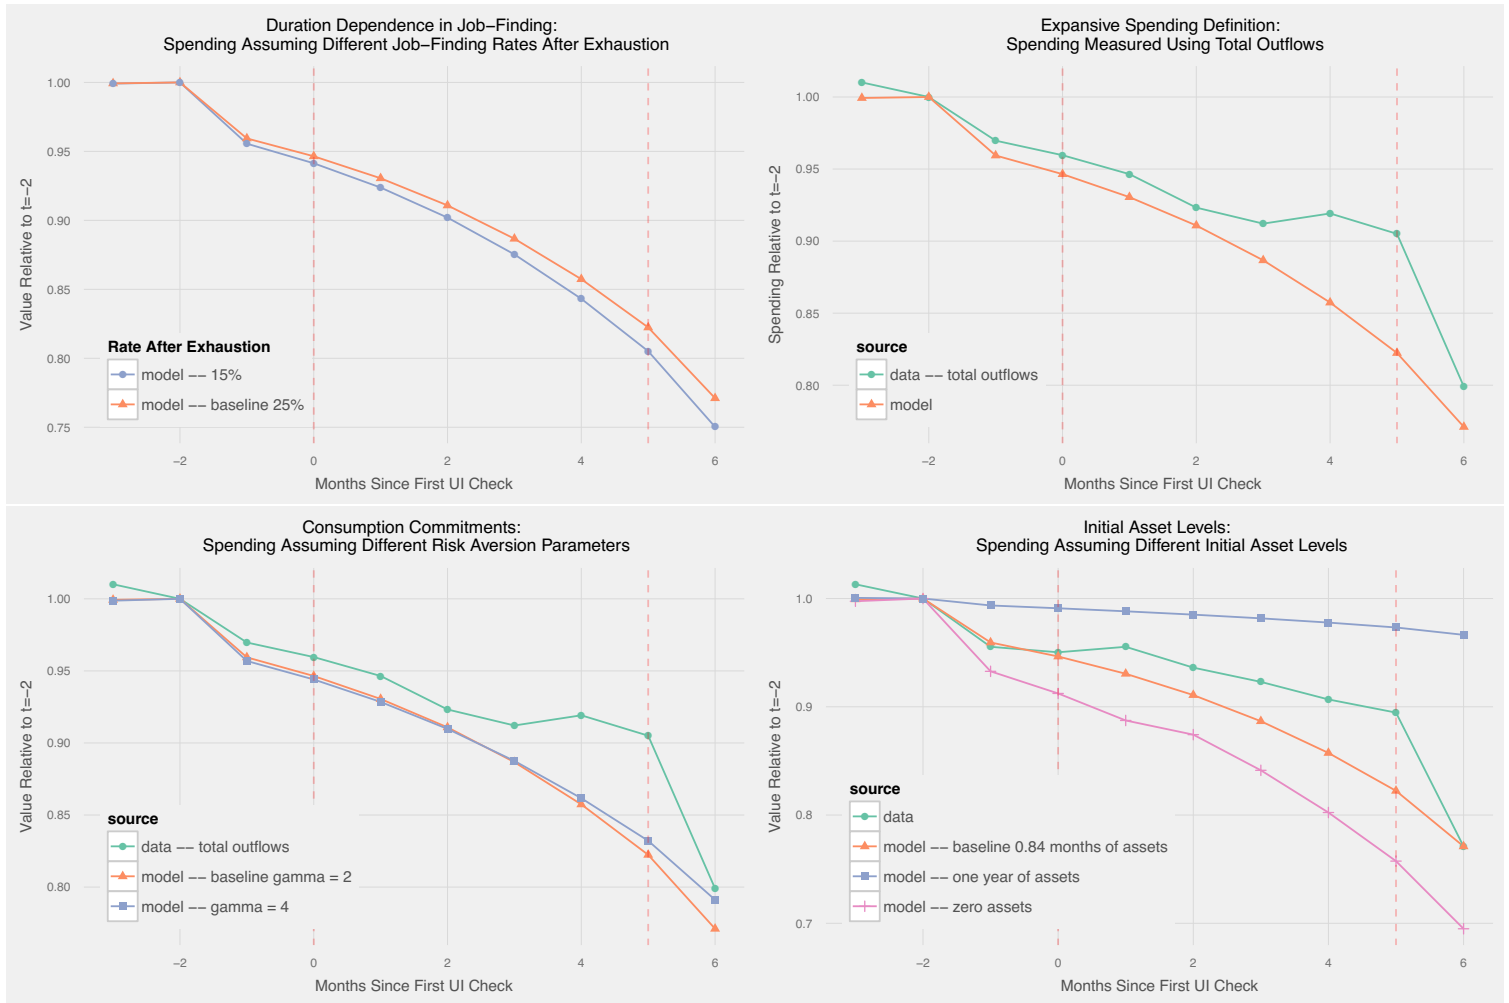 Duration Dependence in Job−Finding:
Spending Assuming Different Job−Finding Rates After Exhaustion
Value Relative to t=−2
1.00
0.95
0.90
0.85
0.80
0.75
Rate After Exhaustion
model −− 15%
model −− baseline 25%
−2
0
2
4
6
Months Since First UI Check
Expansive Spending Definition:
Spending Measured Using Total Outflows
Spending Relative to t=−2
1.00
0.95
0.90
0.85
0.80
source
data −− total outflows
model
−2
0
2
4
6
Months Since First UI Check
Consumption Commitments:
Spending Assuming Different Risk Aversion Parameters
Value Relative to t=−2
1.00
0.95
0.90
0.85
0.80
source
data −− total outflows
model −− baseline gamma = 2
model −− gamma = 4
−2
0
2
4
6
Months Since First UI Check
Initial Asset Levels:
Spending Assuming Different Initial Asset Levels
Value Relative to t=−2
1.0
0.9
0.8
0.7
source
data
model −− baseline 0.84 months of assets
model −− one year of assets
model −− zero assets
−2
0
2
4
6
Months Since First UI Check